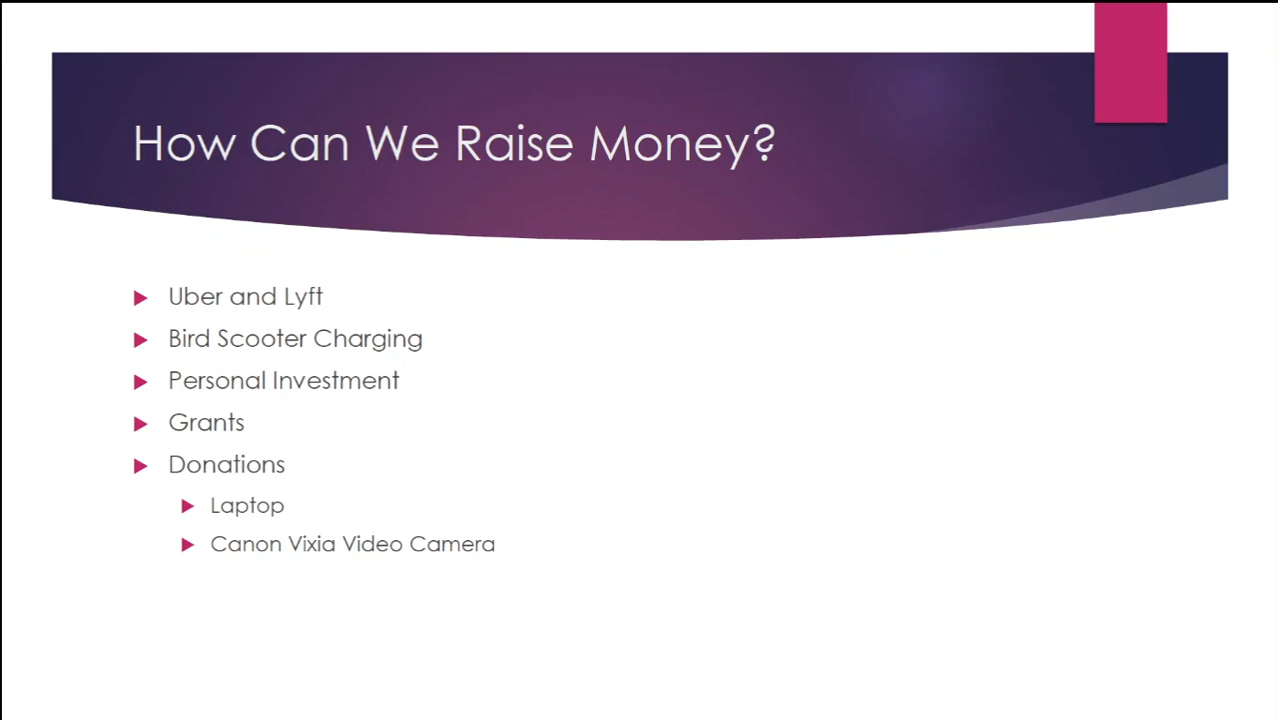 How Can We Raise Money?
Uber and Lyft
Bird Scooter Charging
Personal Investment
Grants
Donations
Laptop
Canon Vixia Video Camera